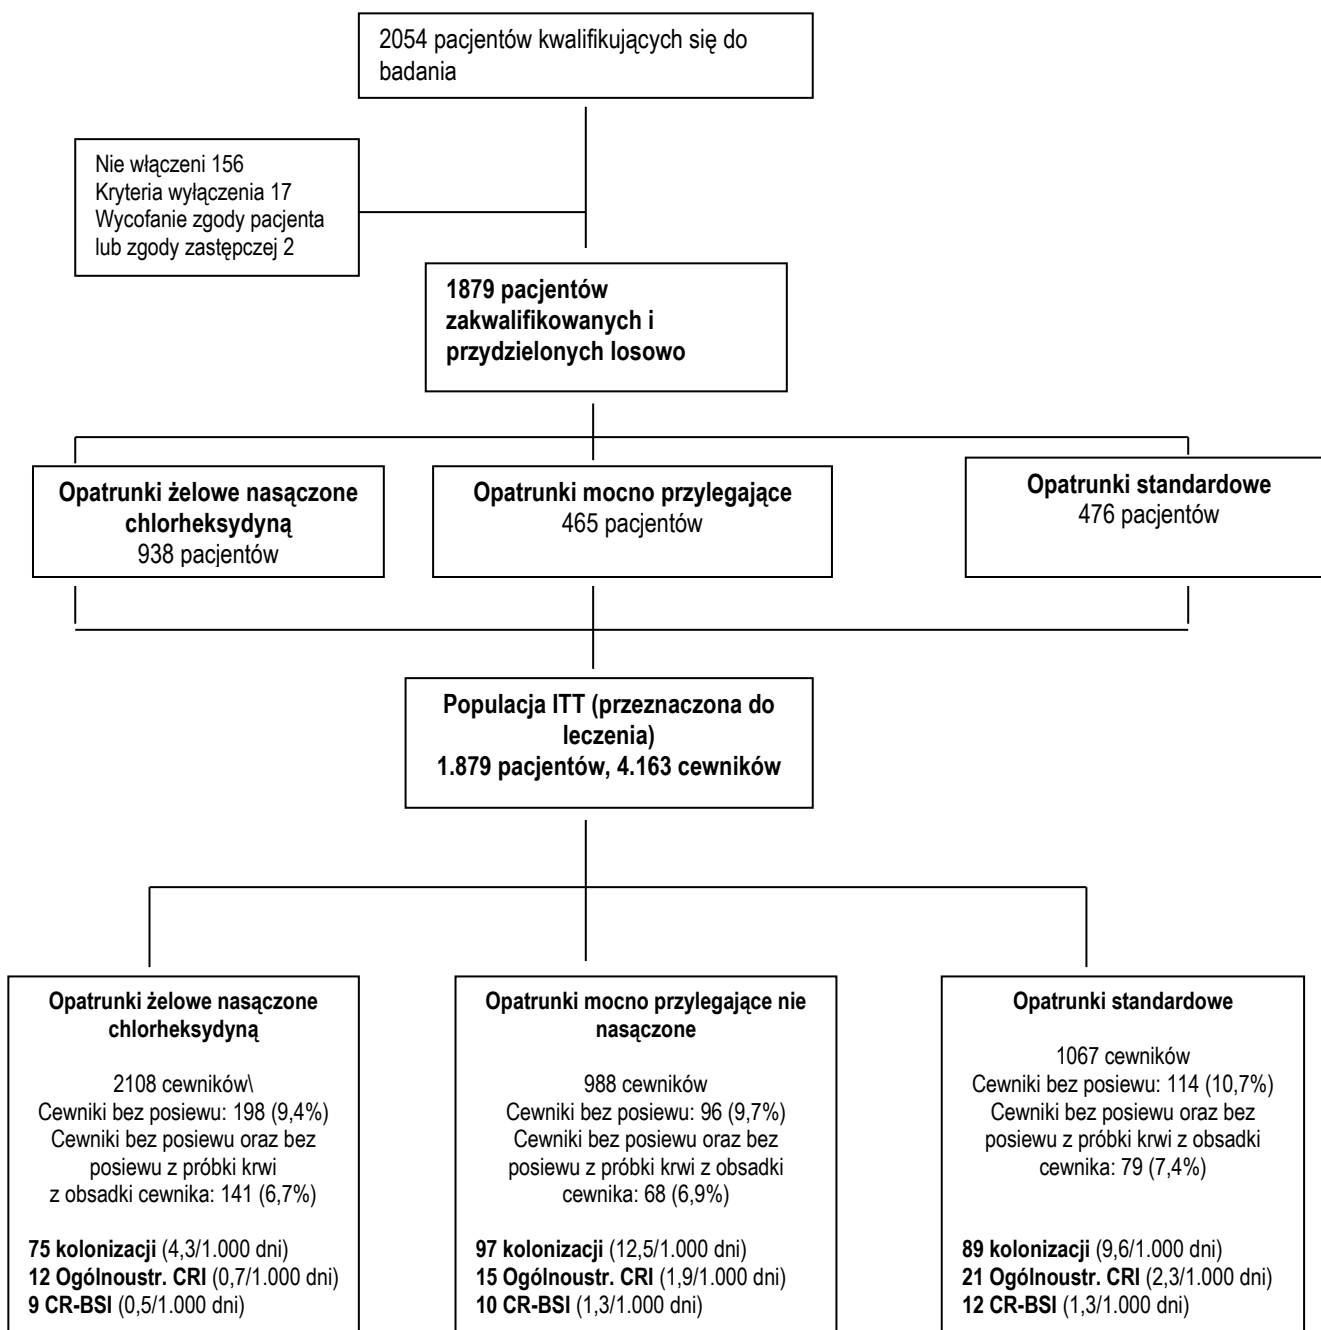 2054 pacjentów kwalifikujących się do
badania
Nie włączeni 156
Kryteria wyłączenia 17
Wycofanie zgody pacjenta
lub zgody zastępczej 2
1879 pacjentów
zakwalifikowanych i
przydzielonych losowo
Opatrunki żelowe nasączone
chlorheksydyną
938 pacjentów
Opatrunki mocno przylegające
465 pacjentów
Opatrunki standardowe
476 pacjentów
Populacja ITT (przeznaczona do
leczenia)
1.879 pacjentów, 4.163 cewników
Opatrunki żelowe nasączone
chlorheksydyną
2108 cewników\
Cewniki bez posiewu: 198 (9,4%)
Cewniki bez posiewu oraz bez
posiewu z próbki krwi
z obsadki cewnika: 141 (6,7%)
75 kolonizacji (4,3/1.000 dni)
12 Ogólnoustr. CRI (0,7/1.000 dni)
9 CR-BSI (0,5/1.000 dni)
Opatrunki mocno przylegające nie
nasączone
988 cewników
Cewniki bez posiewu: 96 (9,7%)
Cewniki bez posiewu oraz bez
posiewu z próbki krwi z obsadki
cewnika: 68 (6,9%)
97 kolonizacji (12,5/1.000 dni)
15 Ogólnoustr. CRI (1,9/1.000 dni)
10 CR-BSI (1,3/1.000 dni)
Opatrunki standardowe
1067 cewników
Cewniki bez posiewu: 114 (10,7%)
Cewniki bez posiewu oraz bez
posiewu z próbki krwi z obsadki
cewnika: 79 (7,4%)
89 kolonizacji (9,6/1.000 dni)
21 Ogólnoustr. CRI (2,3/1.000 dni)
12 CR-BSI (1,3/1.000 dni)